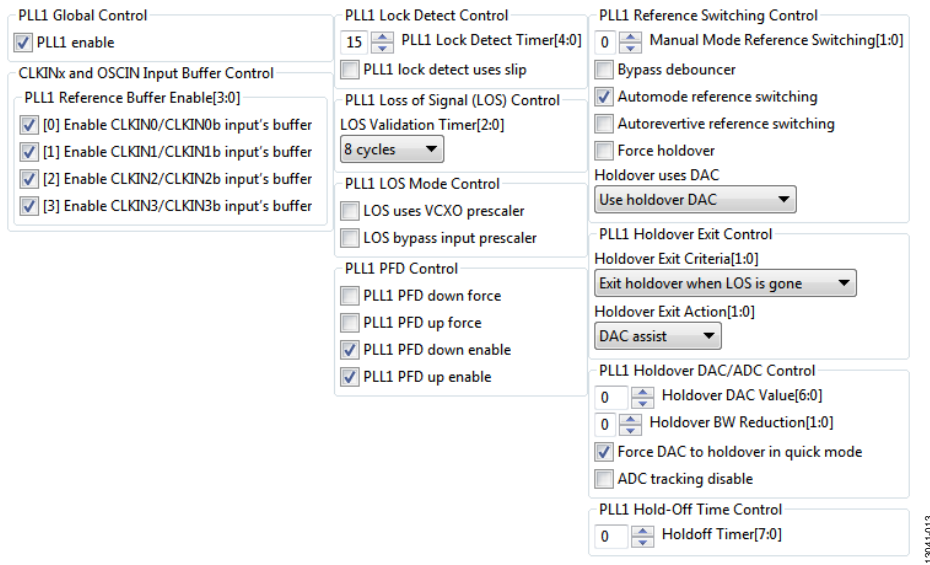 PLL1 Global Control
PLL1 enable
CLKINx and OSCIN Input Buffer Control
PLL1 Reference Buffer Enable[3:0]
[0] Enable CLKIN0/CLKIN0b input's buffer
[1] Enable CLKIN1/CLKIN1b input's buffer
[2] Enable CLKIN2/CLKIN2b input's buffer
[3] Enable CLKIN3/CLKIN3b input's buffer
PLL1 Lock Detect Control
15 PLL1 Lock Detect Timer[4:0]
PLL1 lock detect uses slip
PLL1 Loss of Signal (LOS) Control
LOS Validation Timer[2:0]
8 cycles
PLL1 LOS Mode Control
LOS uses VCXO prescaler
LOS bypass input prescaler
PLL1 PFD Control
PLL1 PFD down force
PLL1 PFD up force
PLL1 PFD down enable
PLL1 PFD up enable
PLL1 Reference Switching Control
0 Manual Mode Reference Switching[1:0]
Bypass debouncer
Automode reference switching
Autorevertive reference switching
Force holdover
Holdover uses DAC
Use holdover DAC
PLL1 Holdover Exit Control
Holdover Exit Criteria[1:0]
Exit holdover when LOS is gone
Holdover Exit Action[1:0]
DAC assist
PLL1 Holdover DAC/ADC Control
0 Holdover DAC Value[6:0]
0 Holdover BW Reduction[1:0]
Force DAC to holdover in quick mode
ADC tracking disable
PLL1 Hold-Off Time Control
0 Holdoff Timer[7:0]
13041-013